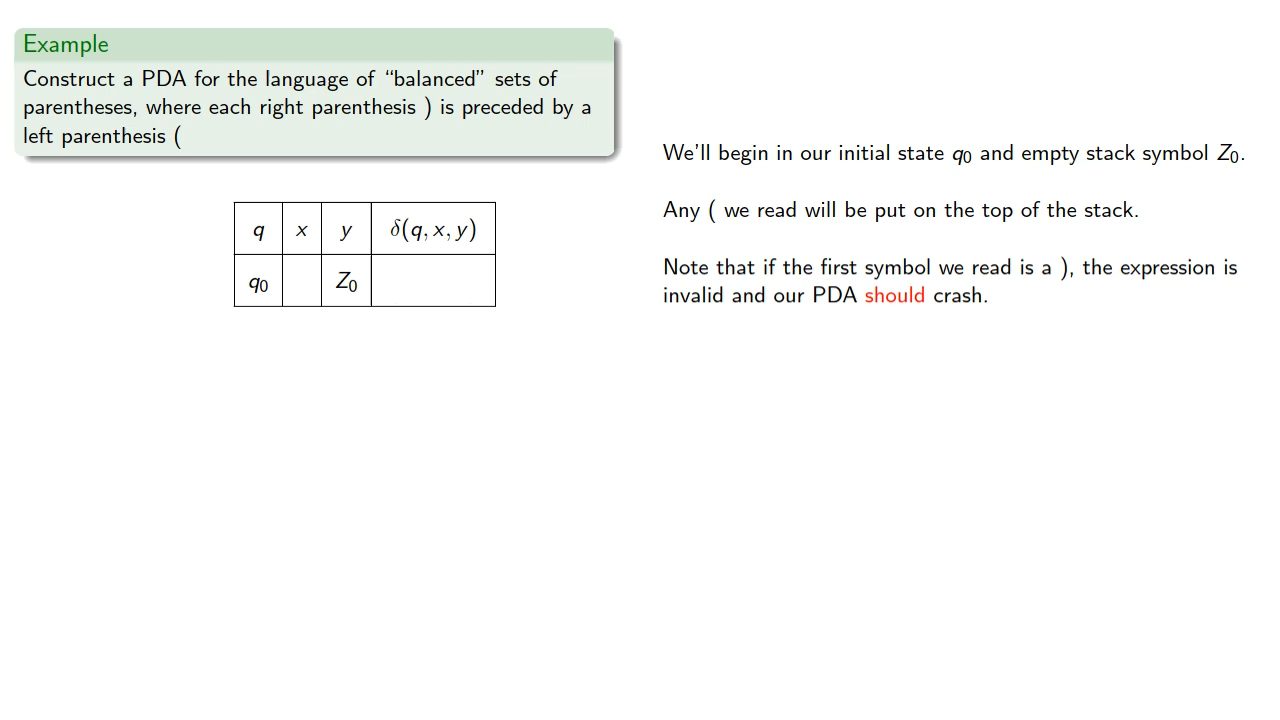 Example
Construct a PDA for the language of “balanced” sets of
parentheses, where each right parenthesis ) is preceded by a
left parenthesis (
q x y δ(q, x, y)
q₀ Z₀
We’ll begin in our initial state q₀ and empty stack symbol Z₀.
Any ( we read will be put on the top of the stack.
Note that if the first symbol we read is a ), the expression is
invalid and our PDA should crash.